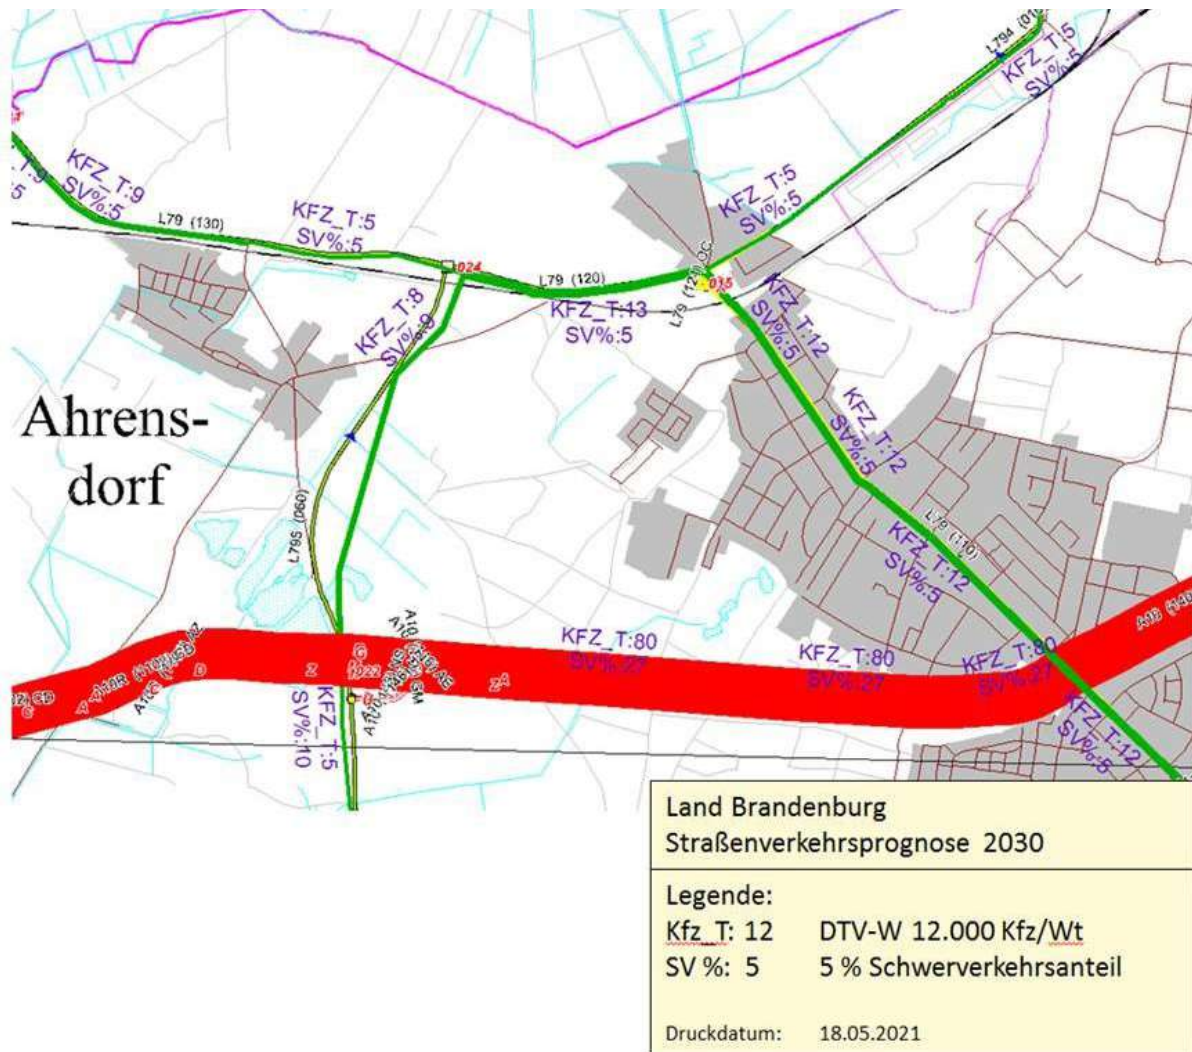 L794
KFZ_T:5
SV%:5
KFZ_T:9
SV%:5
L79 (130)
KFZ_T:5
SV%:5
024
L79 (120)
KFZ_T:13
SV%:5
KFZ_T:5
SV%:5
015
KFZ_T:8
SV%:9
KFZ_T:12
SV%:5
KFZ_T:12
SV%:5
Ahrens-
dorf
L795 (060)
L79 (110)
KFZ_T:12
SV%:5
KFZ_T:80
SV%:27
KFZ_T:80
SV%:27
KFZ_T:80
SV%:27
KFZ_T:5
SV%:10
KFZ_T:12
SV%:5
Land Brandenburg
Straßenverkehrsprognose 2030
Legende:
Kfz_T: 12 DTV-W 12.000 Kfz/Wt
SV %: 5 5 % Schwerverkehrsanteil
Druckdatum: 18.05.2021